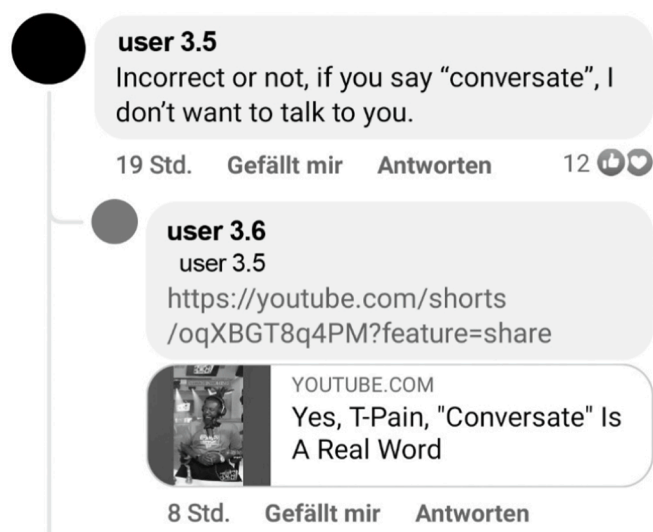 user 3.5
Incorrect or not, if you say “conversate”, I
don’t want to talk to you.
19 Std. Gefällt mir Antworten 12
user 3.6
user 3.5
https://youtube.com/shorts
/oqXBGT8q4PM?feature=share
YOUTUBE.COM
Yes, T-Pain, "Conversate" Is
A Real Word
8 Std. Gefällt mir Antworten